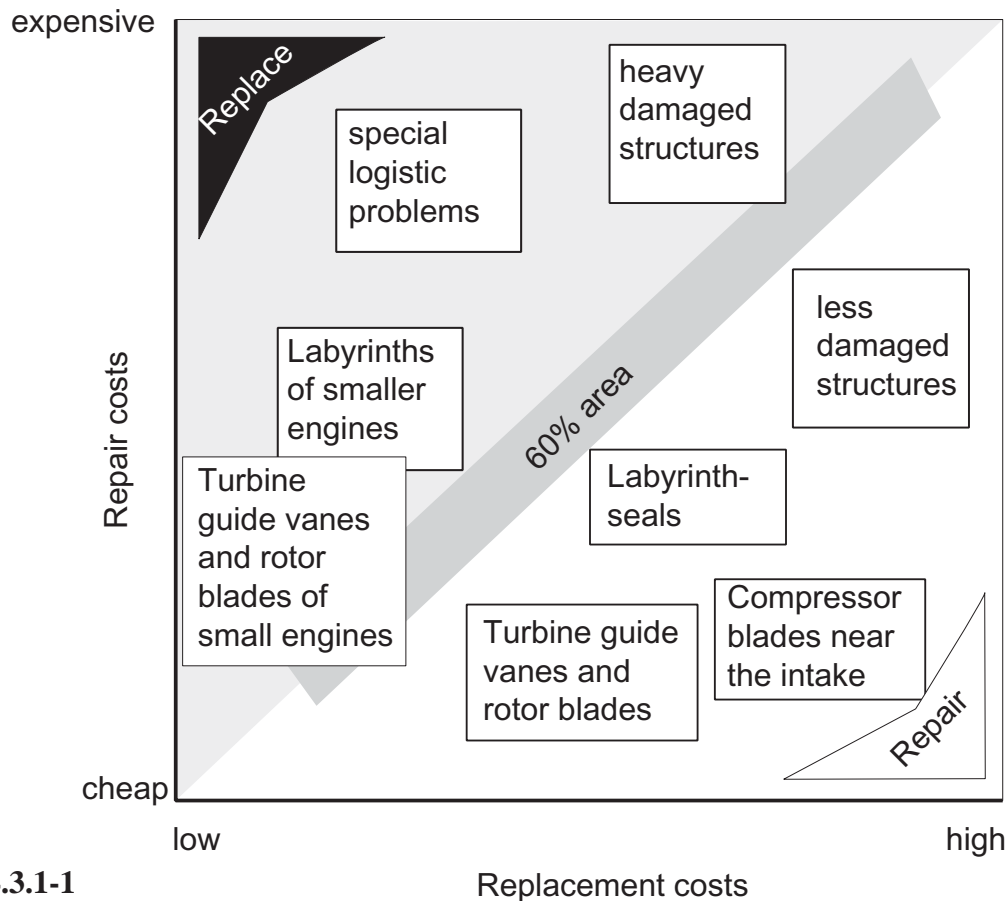 expensive
Replace
special
logistic
problems
heavy
damaged
structures
less
damaged
structures
Repair costs
Labyrinths
of smaller
engines
60% area
Labyrinth-
seals
Turbine
guide vanes
and rotor
blades of
small engines
Turbine guide
vanes and
rotor blades
Compressor
blades near
the intake
Repair
cheap
low
high
.3.1-1
Replacement costs